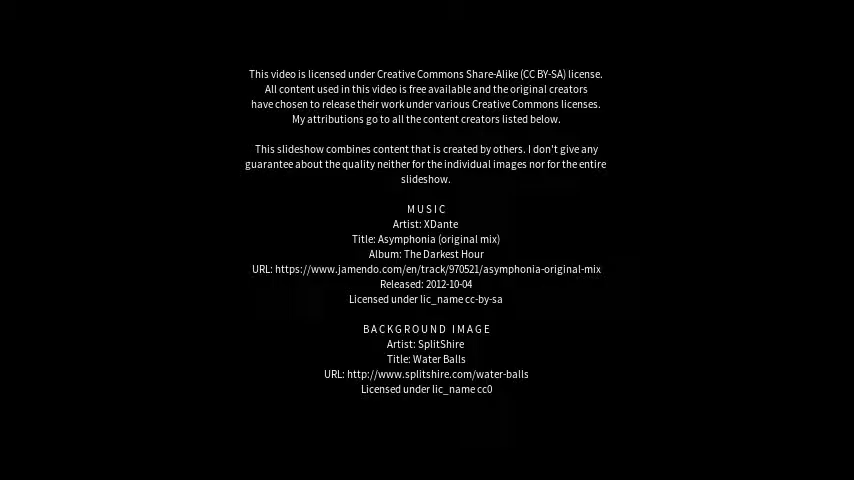 This video is licensed under Creative Commons Share-Alike (CC BY-SA) license.
All content used in this video is free available and the original creators
have chosen to release their work under various Creative Commons licenses.
My attributions go to all the content creators listed below.
This slideshow combines content that is created by others. I don't give any
guarantee about the quality neither for the individual images nor for the entire
slideshow.
MUSIC
Artist: XDante
Title: Asymphonia (original mix)
Album: The Darkest Hour
URL: https://www.jamendo.com/en/track/970521/asymphonia-original-mix
Released: 2012-10-04
Licensed under lic_name cc-by-sa
BACKGROUND IMAGE
Artist: SplitShire
Title: Water Balls
URL: http://www.splitshire.com/water-balls
Licensed under lic_name cc0